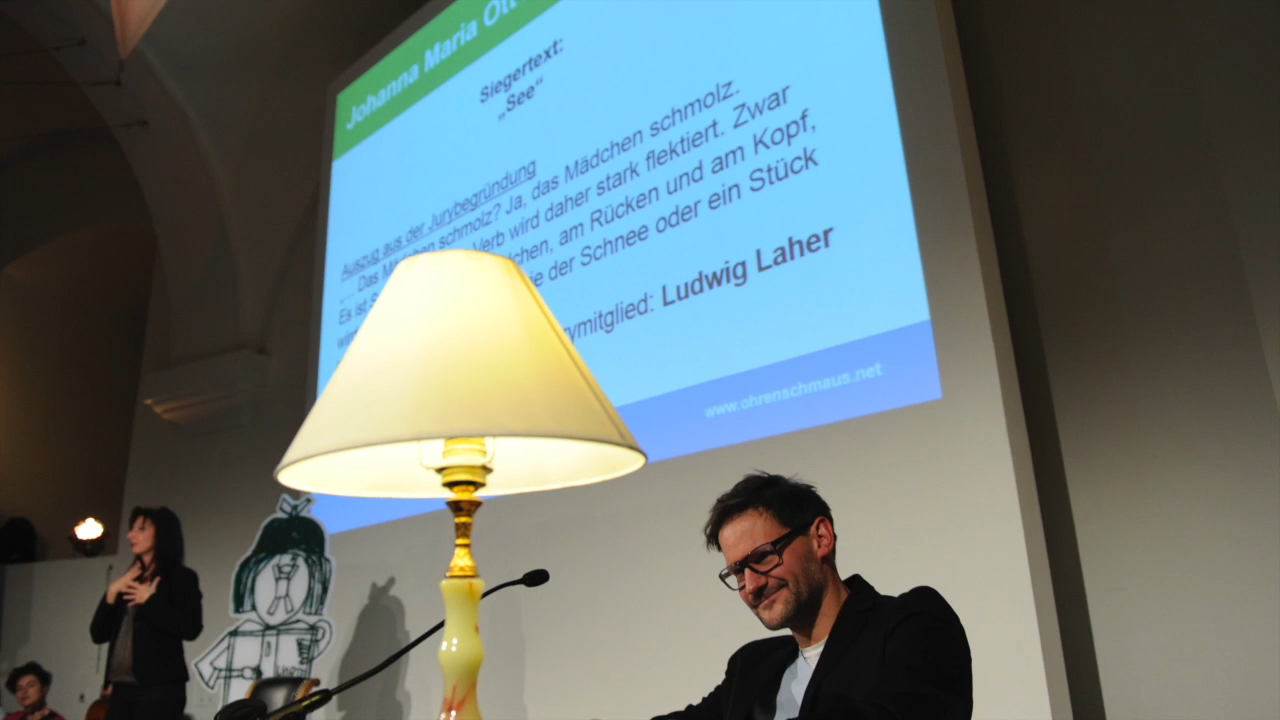 Johanna Maria Ott
Siegertext:
„See“
Auszug aus der Jurybegründung
„... Das Mädchen schmolz? Ja, das Mädchen schmolz.
Es ist Verb wird daher stark flektiert. Zwar
chen, am Rücken und am Kopf,
ie der Schnee oder ein Stück
rymitglied: Ludwig Laher
www.ohrenschmaus.net